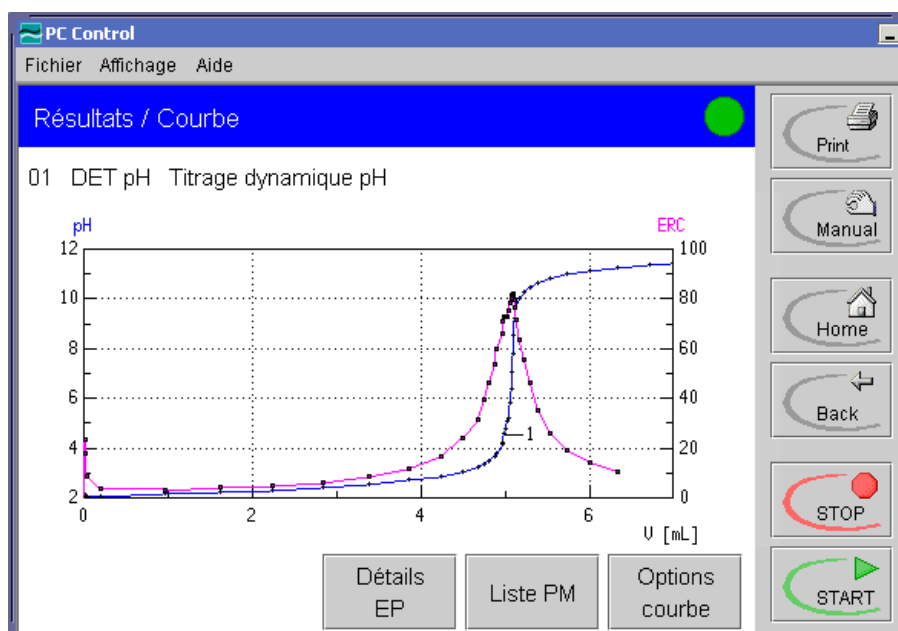 PC Control
Fichier Affichage Aide
Résultats / Courbe
01 DET pH Titrage dynamique pH
pH
ERC
12
10
8
6
4
2
100
80
60
40
20
0
0
2
4
6
1
V [mL]
Détails
EP
Liste PM
Options
courbe
Print
Manual
Home
Back
STOP
START